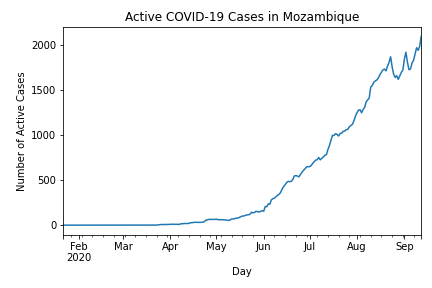 Active COVID-19 Cases in Mozambique
Number of Active Cases
2000
1500
1000
500
0
Feb Mar Apr May Jun Jul Aug Sep
2020
Day